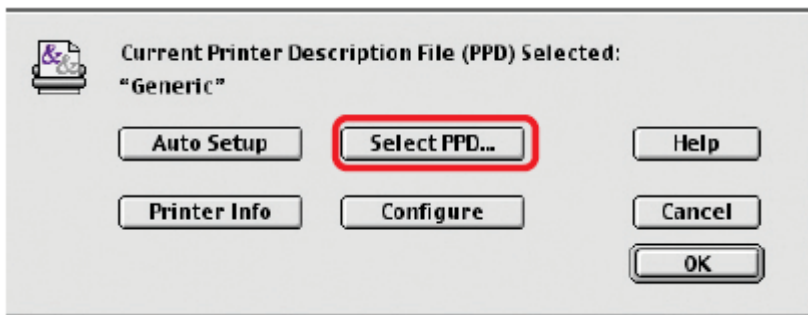 Current Printer Description File (PPD) Selected:
“Generic”
Auto Setup
Select PPD...
Help
Printer Info
Configure
Cancel
OK